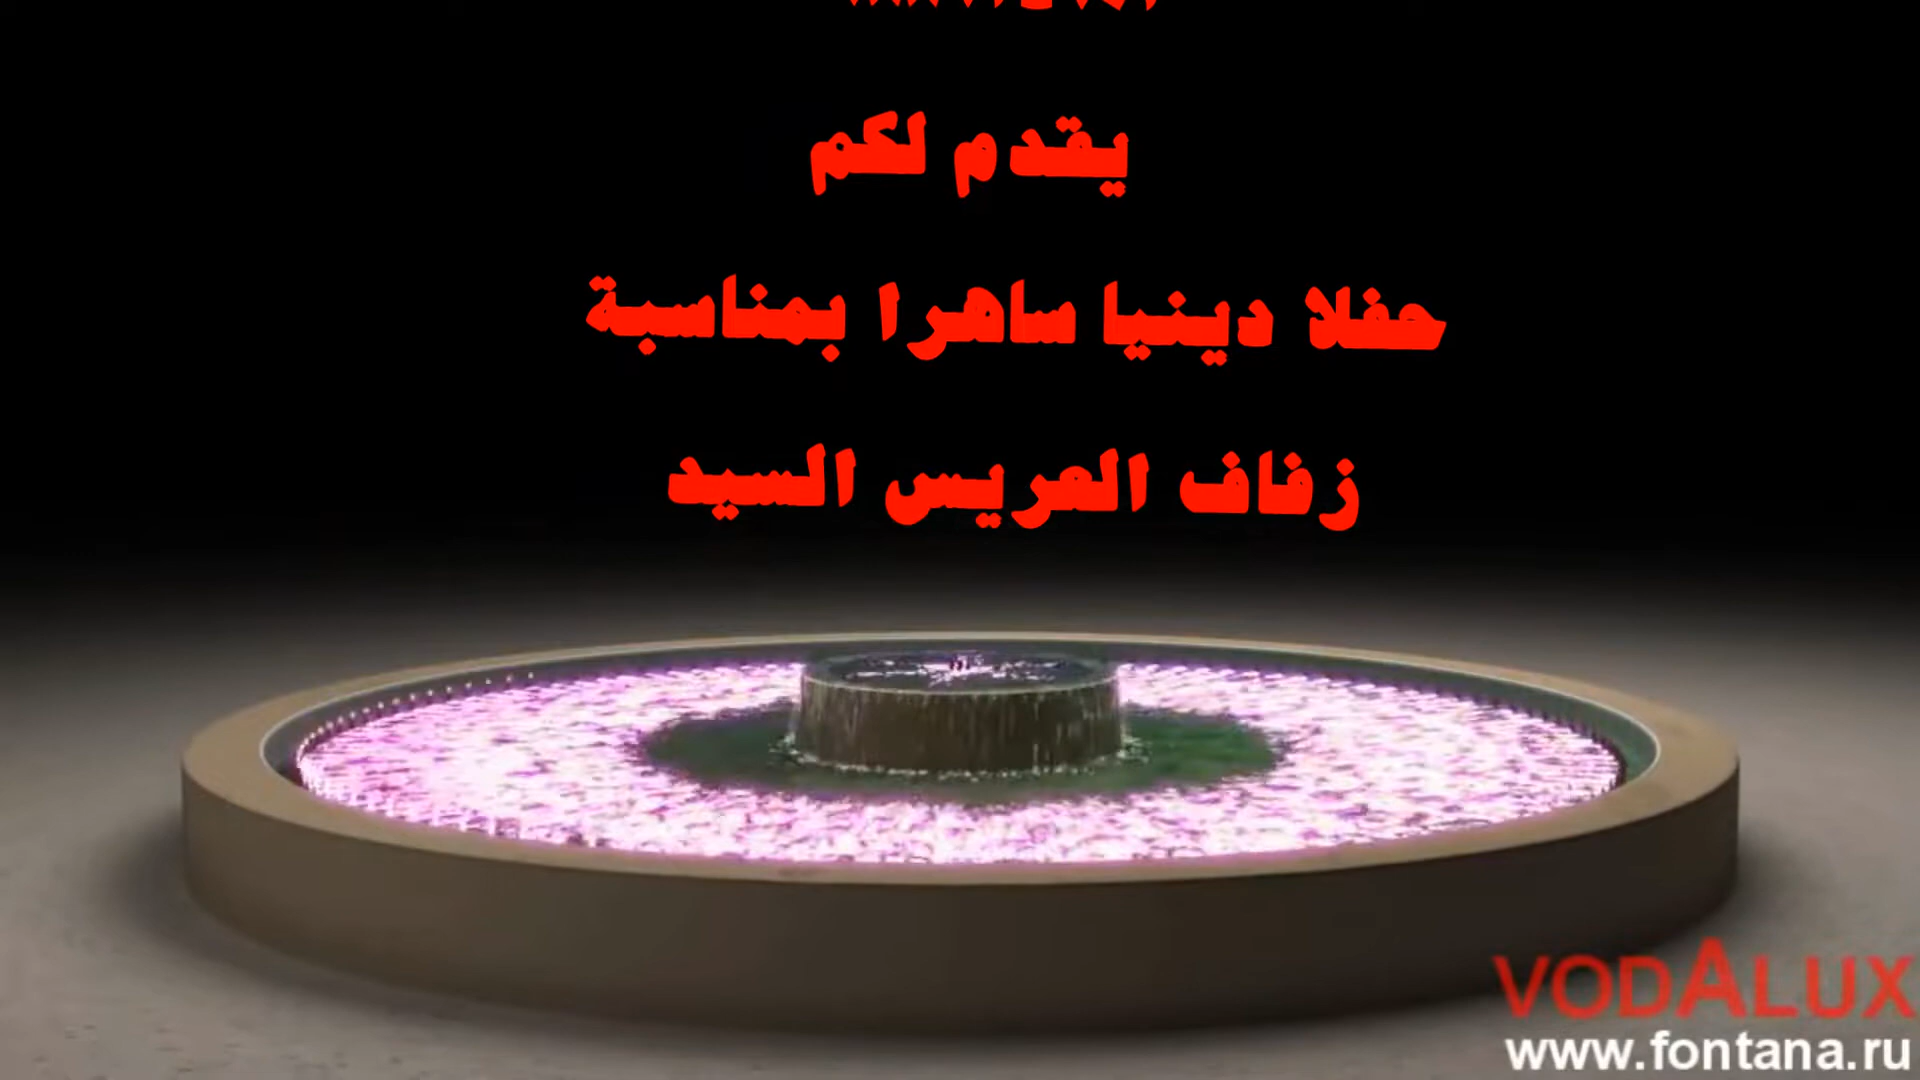 يقدم لكم
حفلا دينيا ساهرا بمناسبة
زفاف العريس السيد
VODALUX
www.fontana.ru